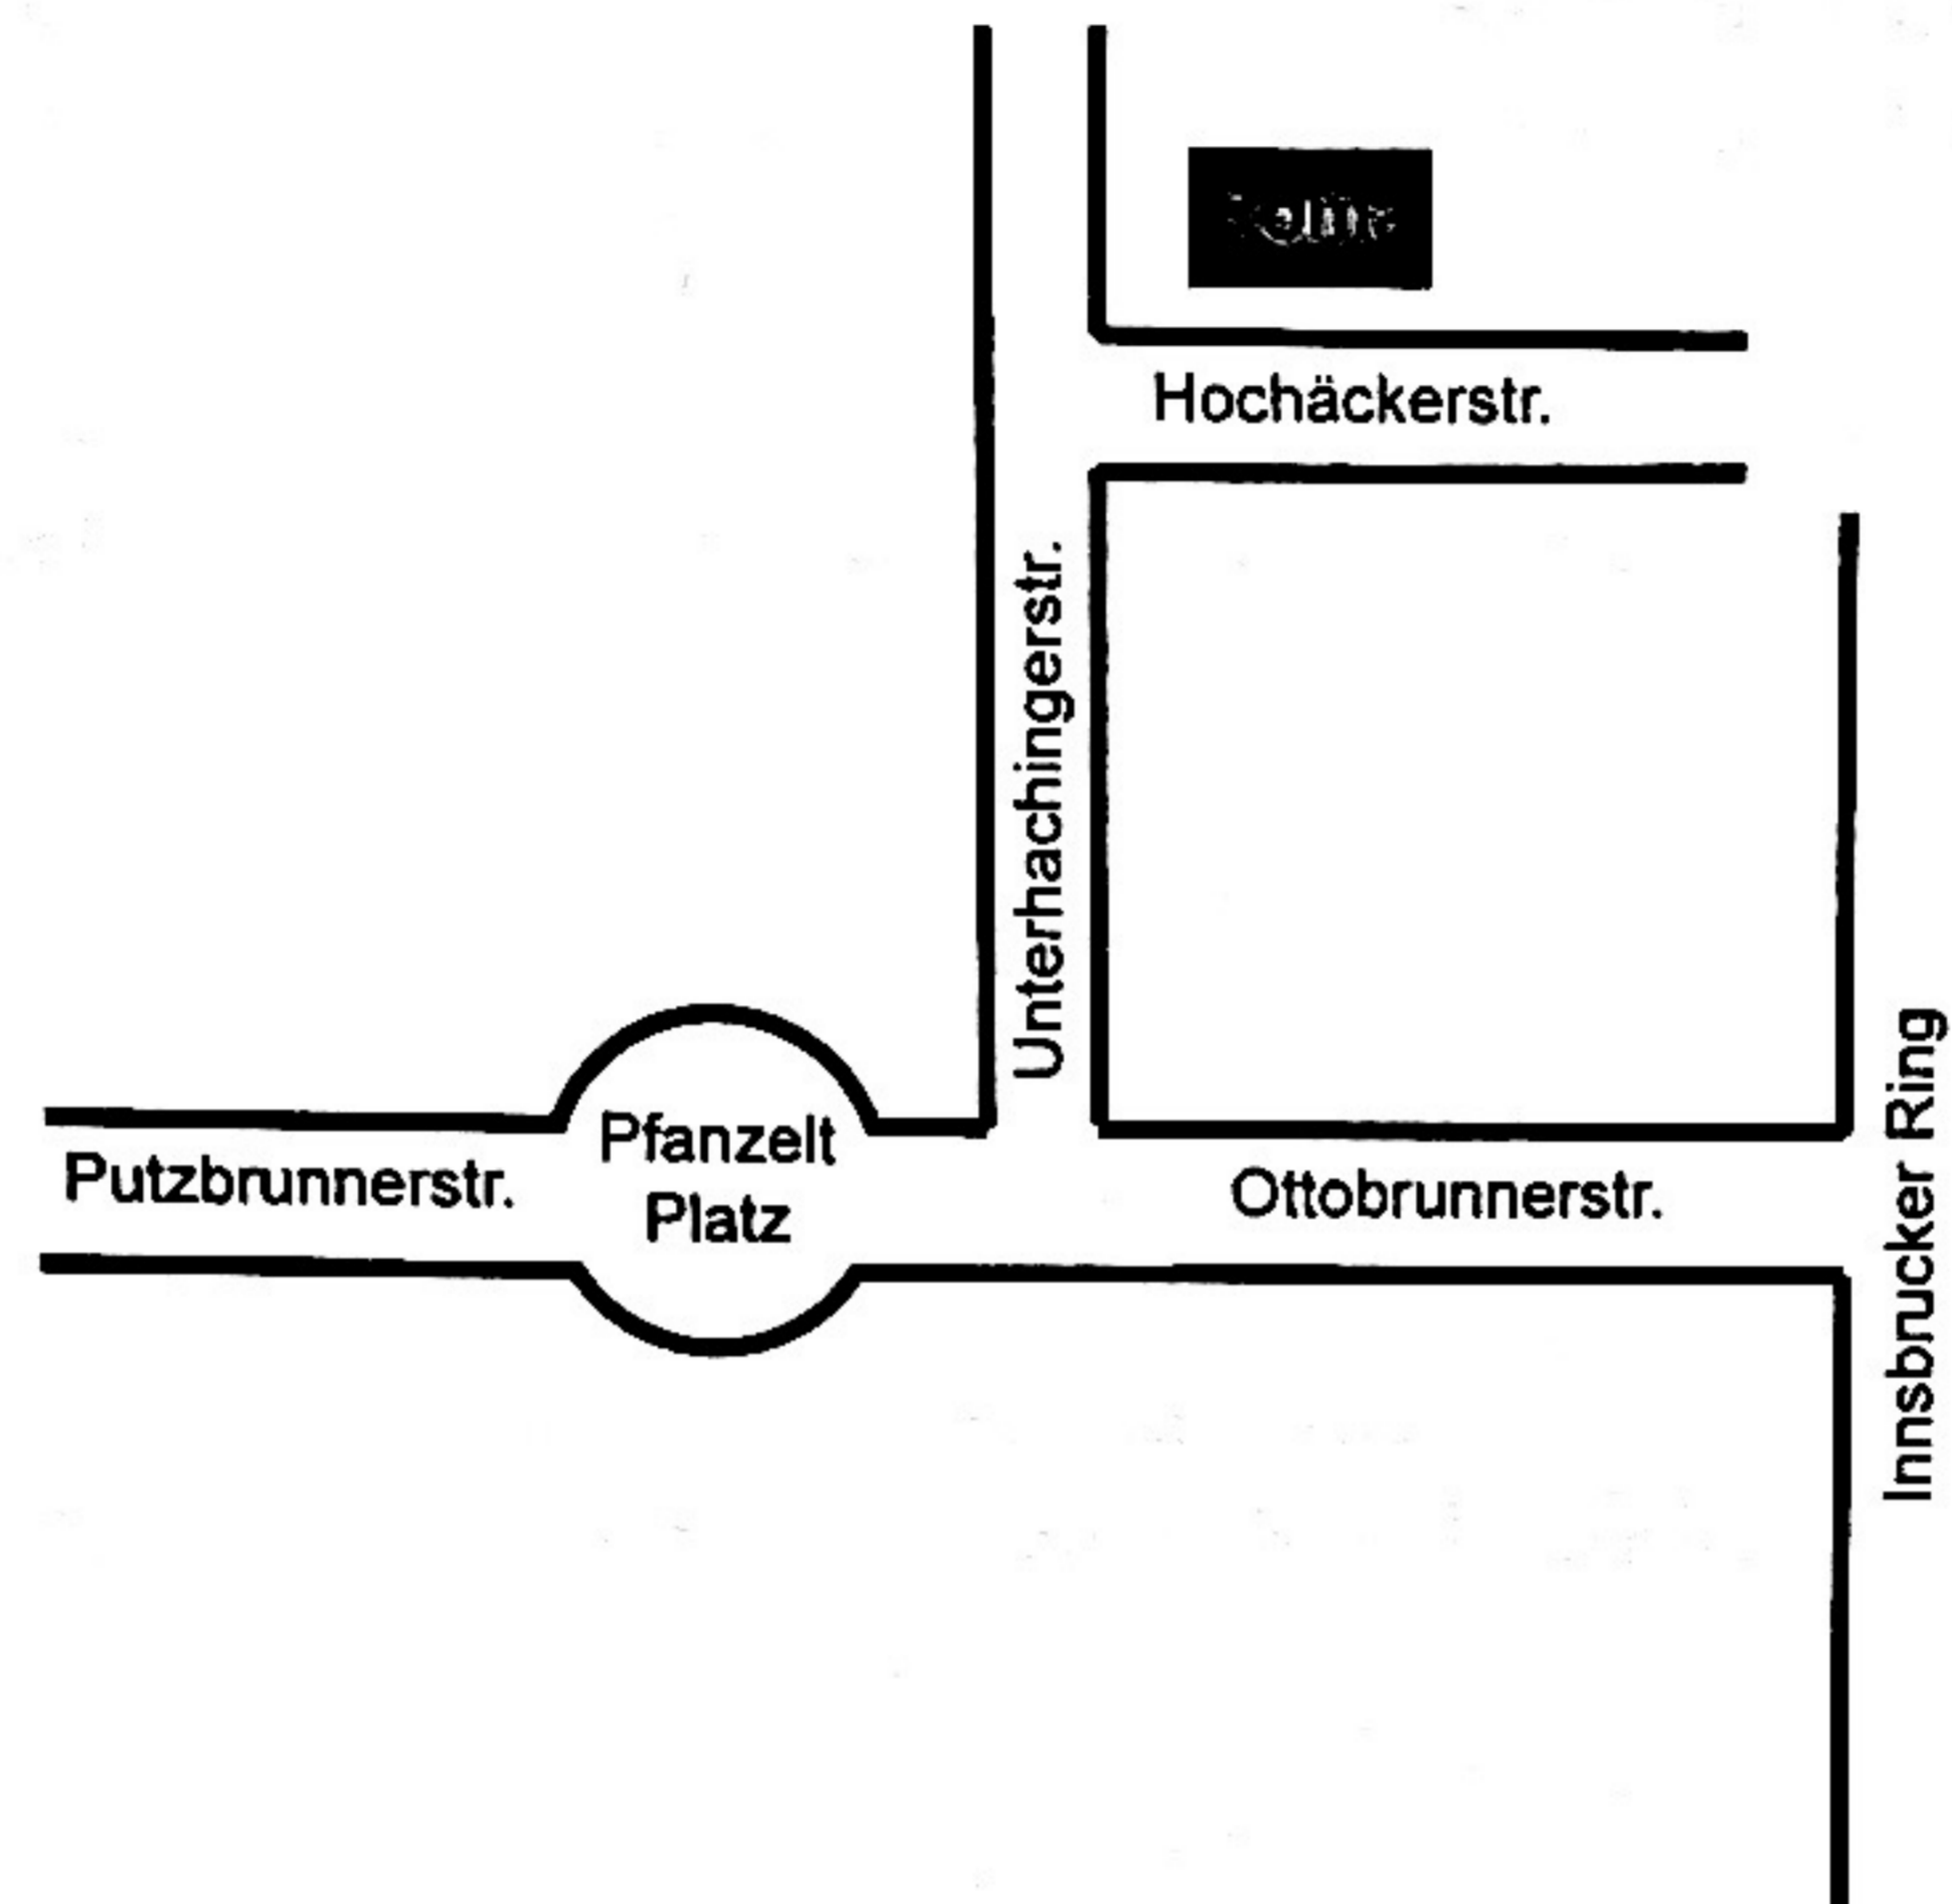 Hochäckerstr.
Unterhachingerstr.
Pfanzelt
Platz
Putzbrunnerstr.
Ottobrunnerstr.
Innsbrucker Ring